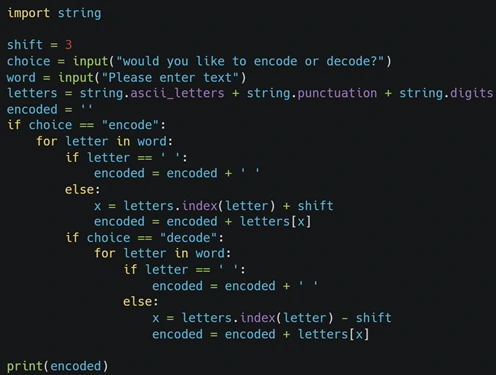 import string

shift = 3
choice = input("would you like to encode or decode?")
word = input("Please enter text")
letters = string.ascii_letters + string.punctuation + string.digits
encoded = ''
if choice == "encode":
    for letter in word:
        if letter == ' ':
            encoded = encoded + ' '
        else:
            x = letters.index(letter) + shift
            encoded = encoded + letters[x]
        if choice == "decode":
            for letter in word:
                if letter == ' ':
                    encoded = encoded + ' '
                else:
                    x = letters.index(letter) - shift
                    encoded = encoded + letters[x]

print(encoded)